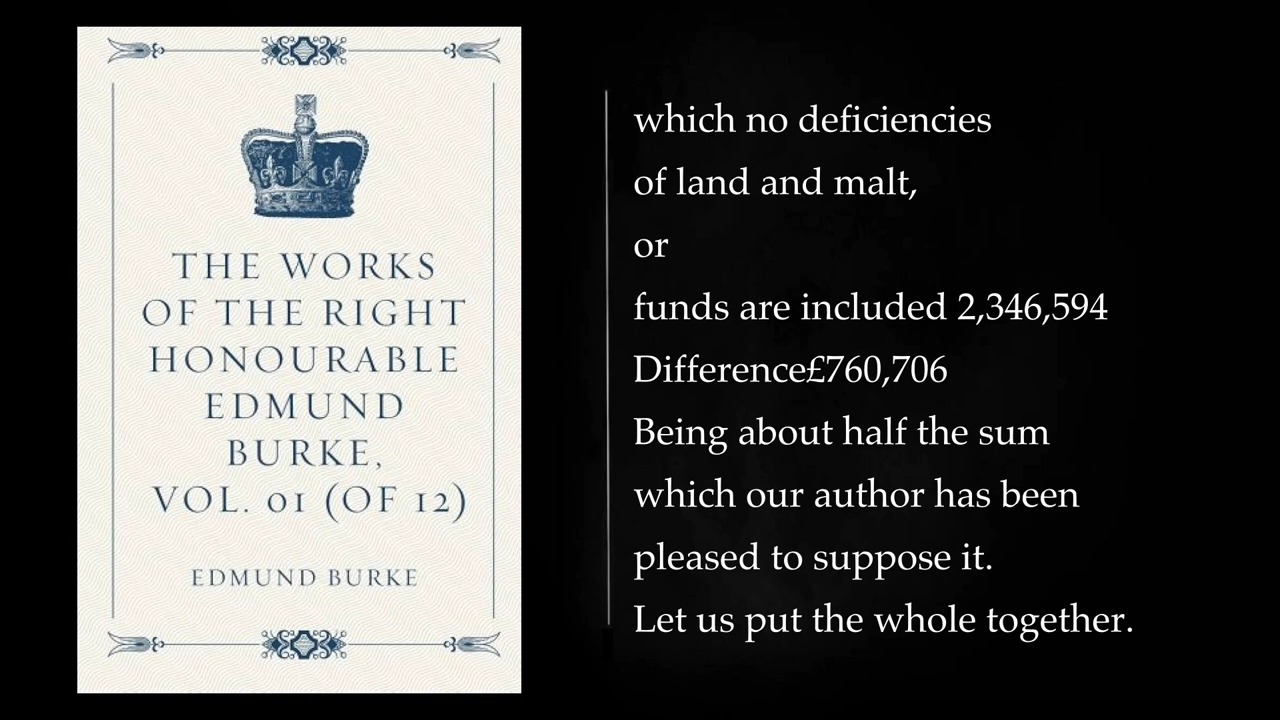 THE WORKS
OF THE RIGHT
HONOURABLE
EDMUND
BURKE,
VOL. 01 (OF 12)
EDMUND BURKE
which no deficiencies
of land and malt,
or
funds are included 2,346,594
Difference£760,706
Being about half the sum
which our author has been
pleased to suppose it.
Let us put the whole together.